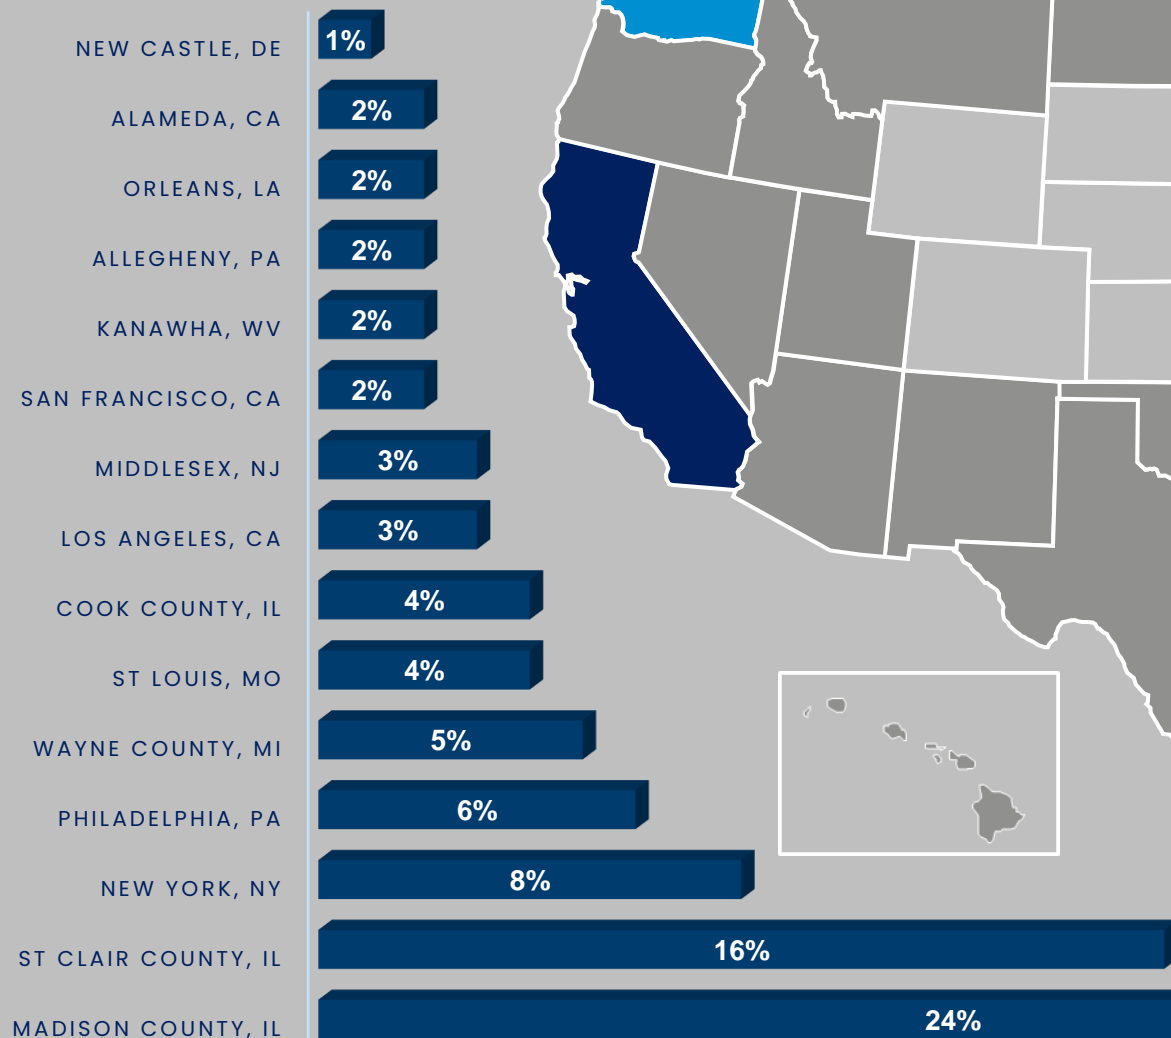 NEW CASTLE, DE 1%
ALAMEDA, CA 2%
ORLEANS, LA 2%
ALLEGHENY, PA 2%
KANAWHA, WV 2%
SAN FRANCISCO, CA 2%
MIDDLESEX, NJ 3%
LOS ANGELES, CA 3%
COOK COUNTY, IL 4%
ST LOUIS, MO 4%
WAYNE COUNTY, MI 5%
PHILADELPHIA, PA 6%
NEW YORK, NY 8%
ST CLAIR COUNTY, IL 16%
MADISON COUNTY, IL 24%